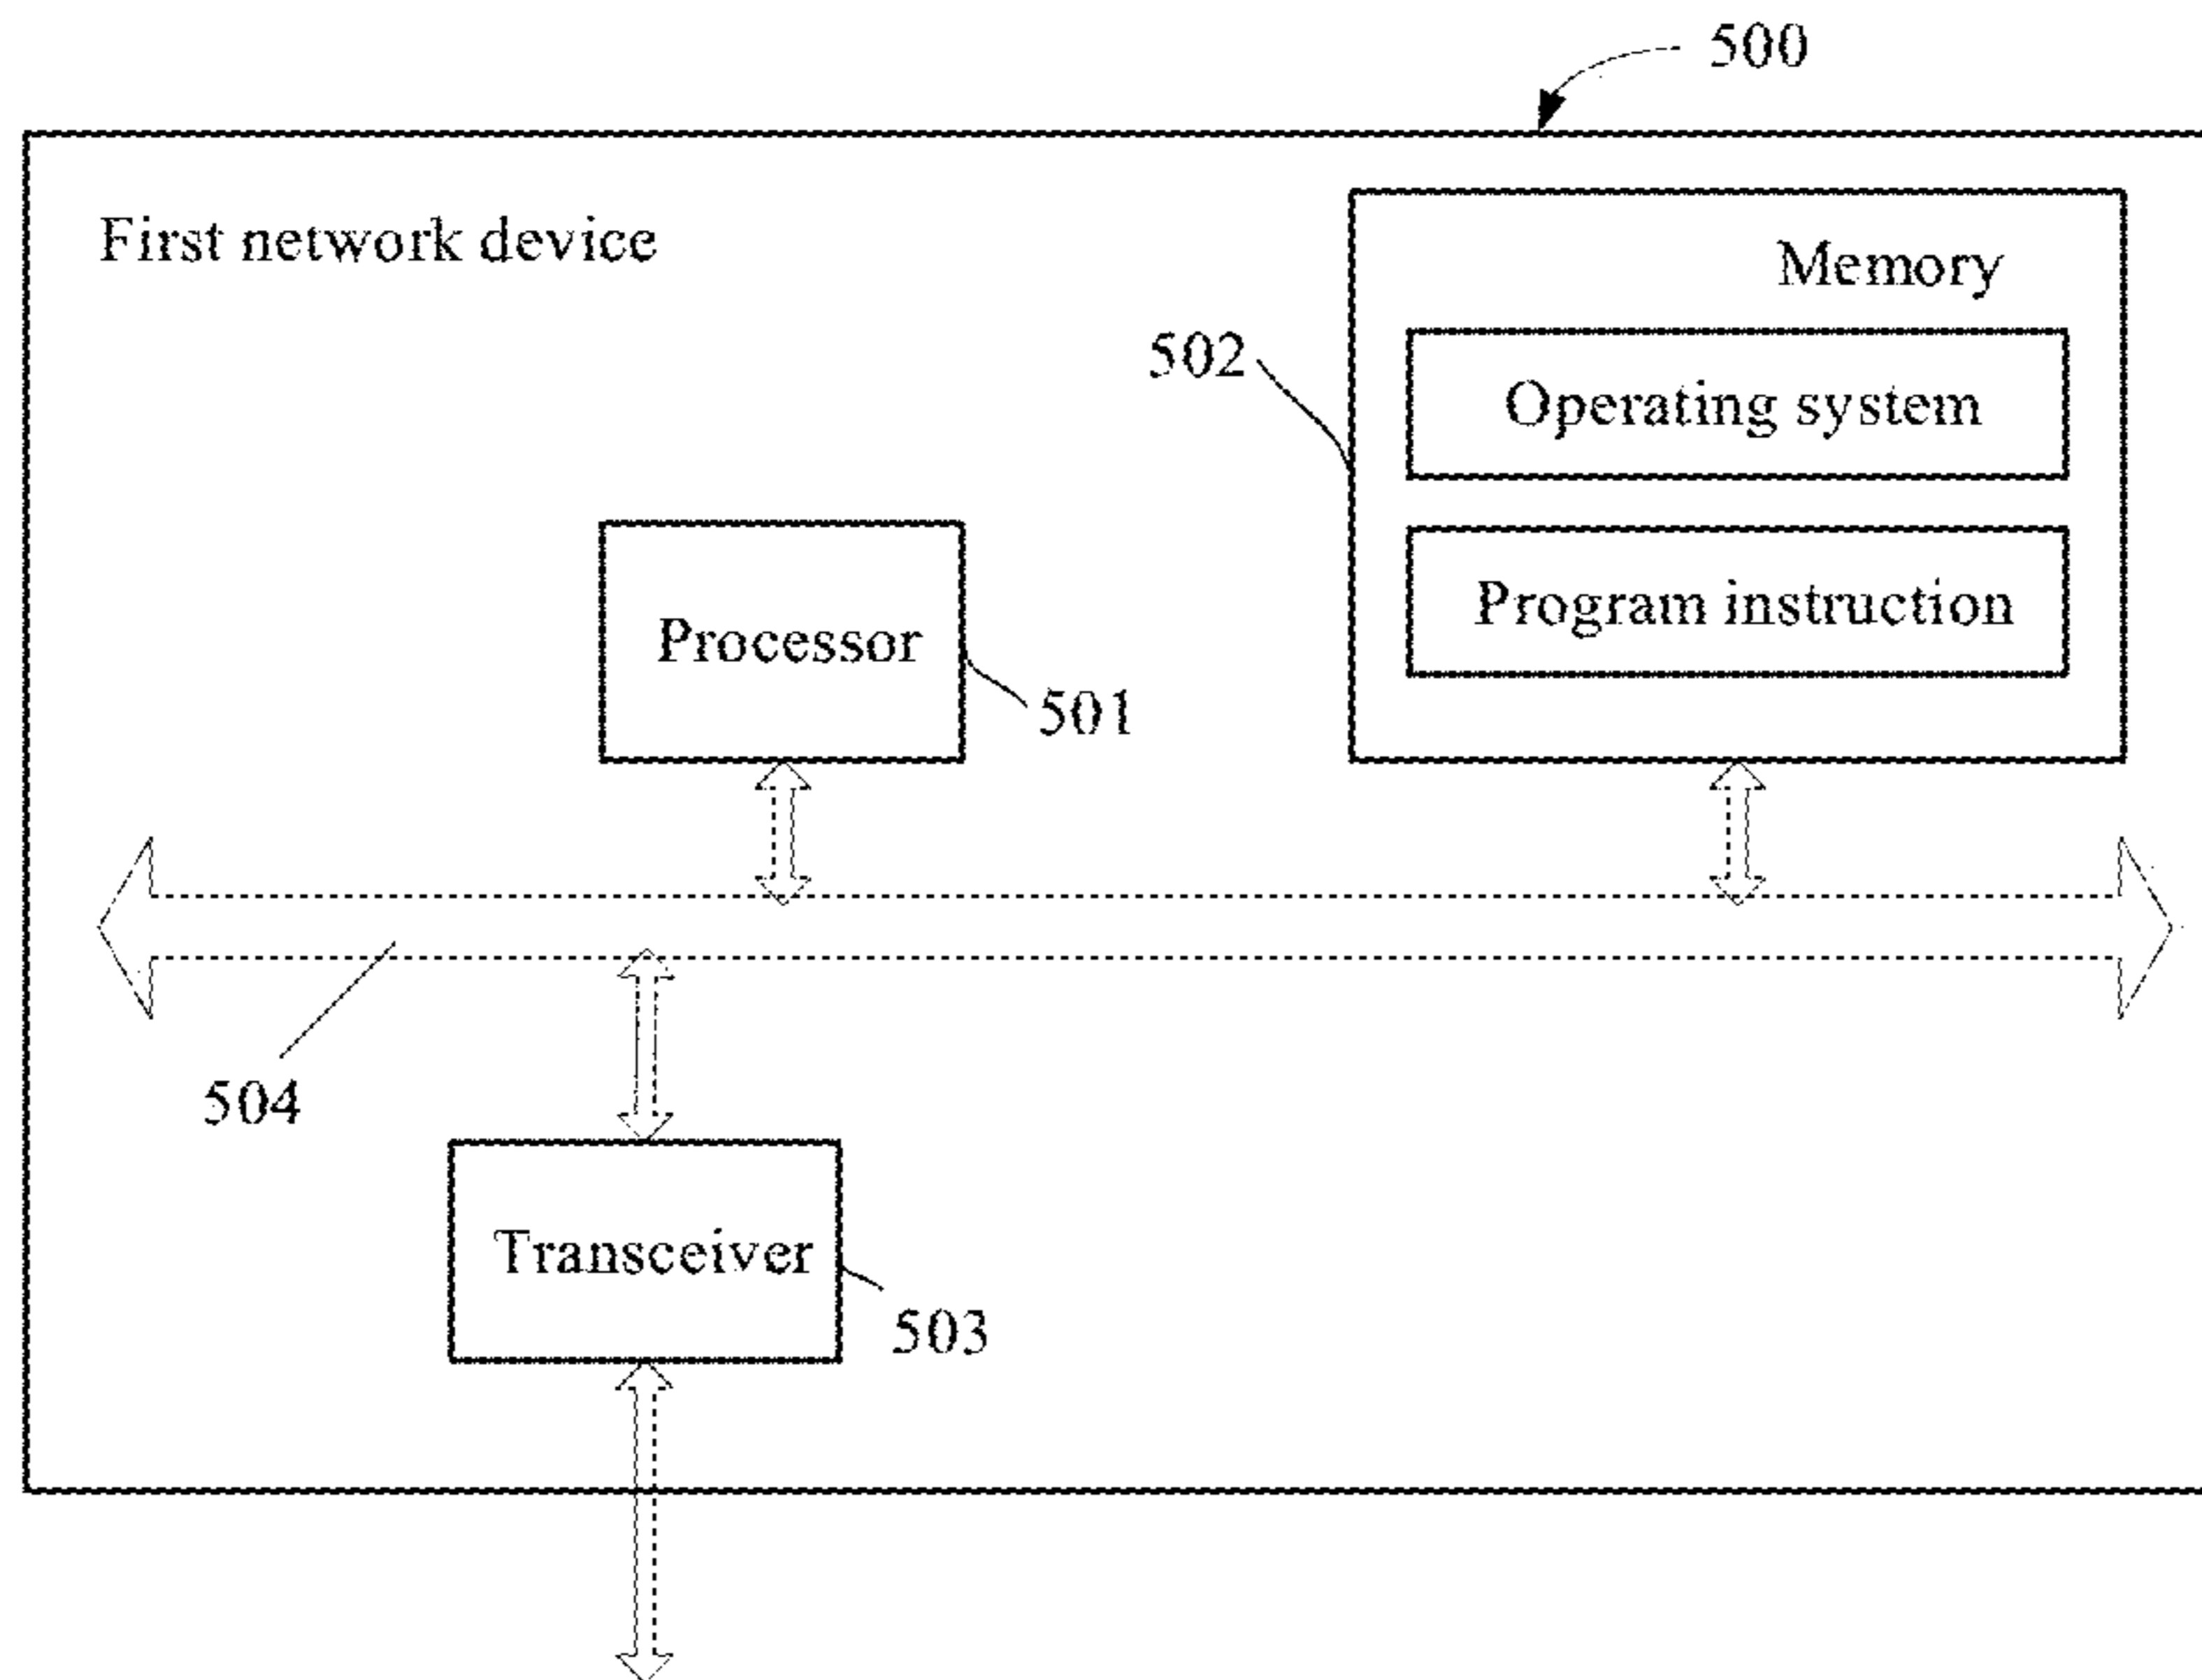 500
First network device
Memory
502
Operating system
Program instruction
Processor
501
504
Transceiver
503